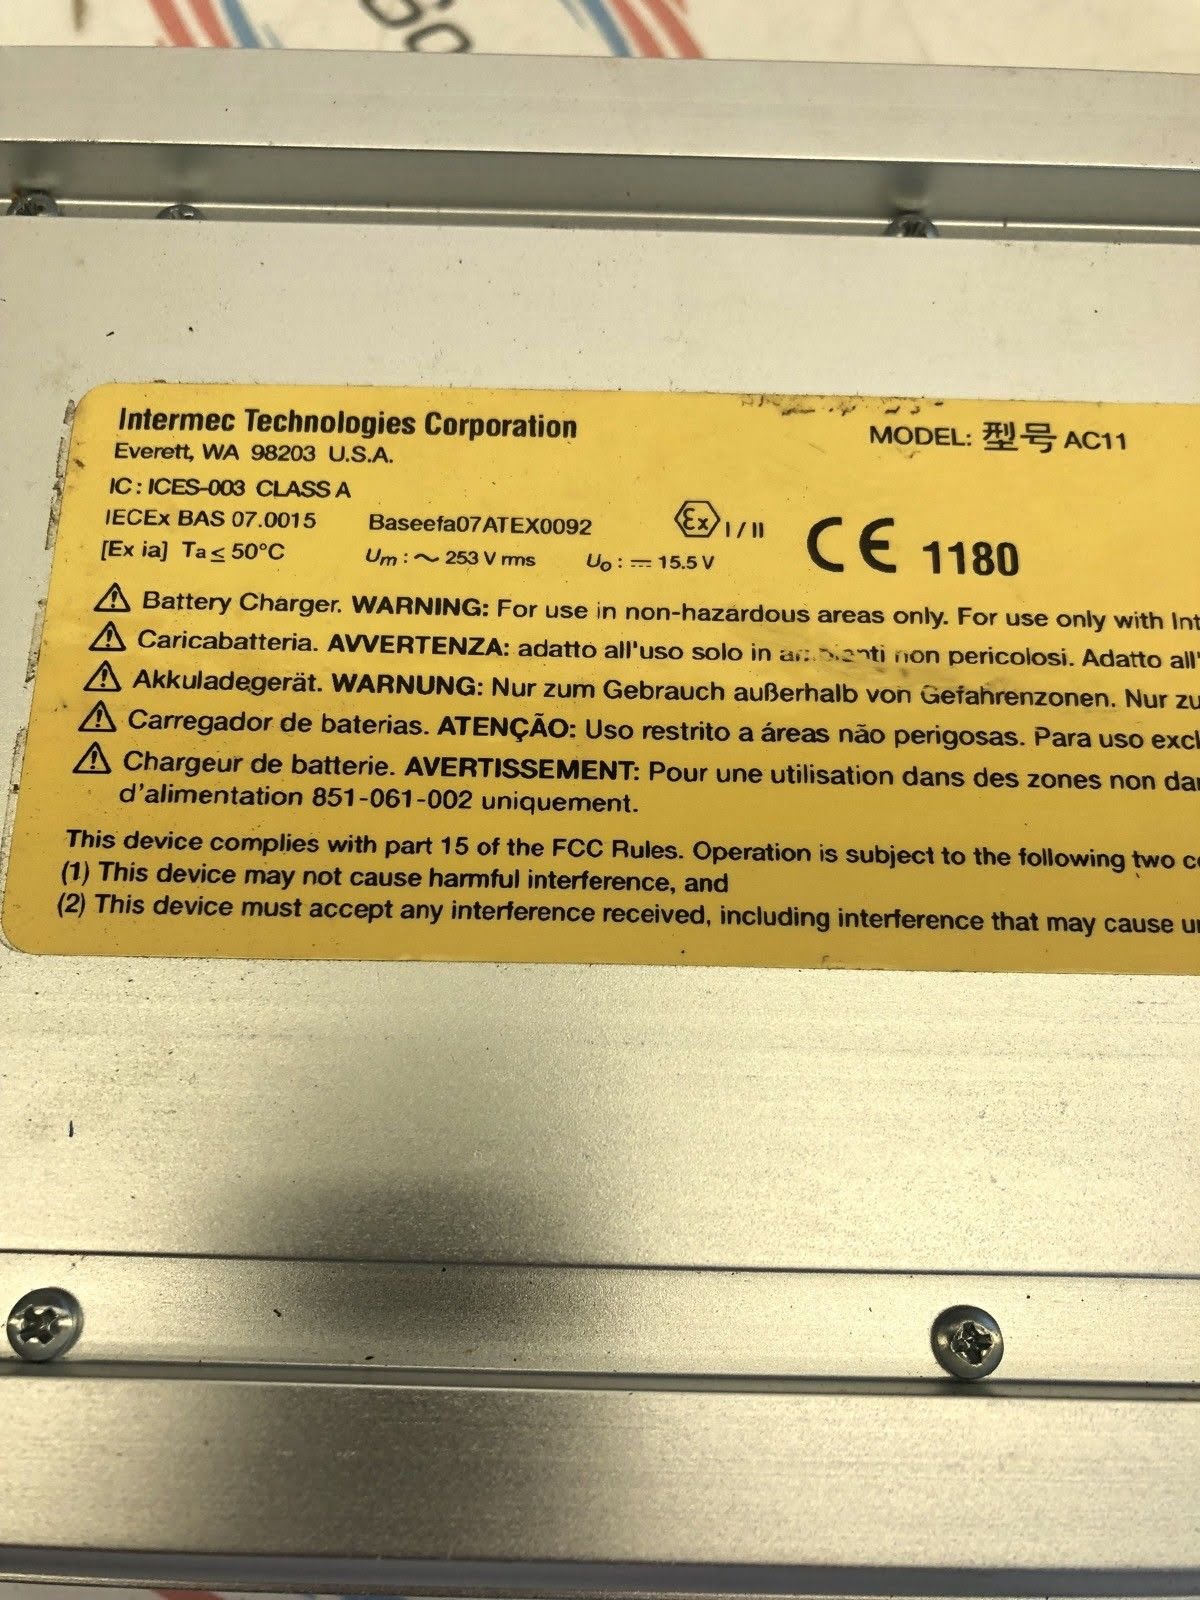 Intermec Technologies Corporation
Everett, WA 98203 U.S.A.
MODEL: 型号 AC11
IC: ICES-003 CLASS A
IECEx BAS 07.0015 Baseefa07ATEX0092 Ex I / II CE 1180
[Ex ia] Ta ≤ 50°C Um : ~ 253 V rms Uo : ⎓ 15.5 V
⚠ Battery Charger. WARNING: For use in non-hazardous areas only. For use only with Int
⚠ Caricabatteria. AVVERTENZA: adatto all'uso solo in non pericolosi. Adatto all'
⚠ Akkuladegerät. WARNUNG: Nur zum Gebrauch außerhalb von Gefahrenzonen. Nur zu
⚠ Carregador de baterias. ATENÇÃO: Uso restrito a áreas não perigosas. Para uso excl
⚠ Chargeur de batterie. AVERTISSEMENT: Pour une utilisation dans des zones non da
d'alimentation 851-061-002 uniquement.
This device complies with part 15 of the FCC Rules. Operation is subject to the following two c
(1) This device may not cause harmful interference, and
(2) This device must accept any interference received, including interference that may cause u